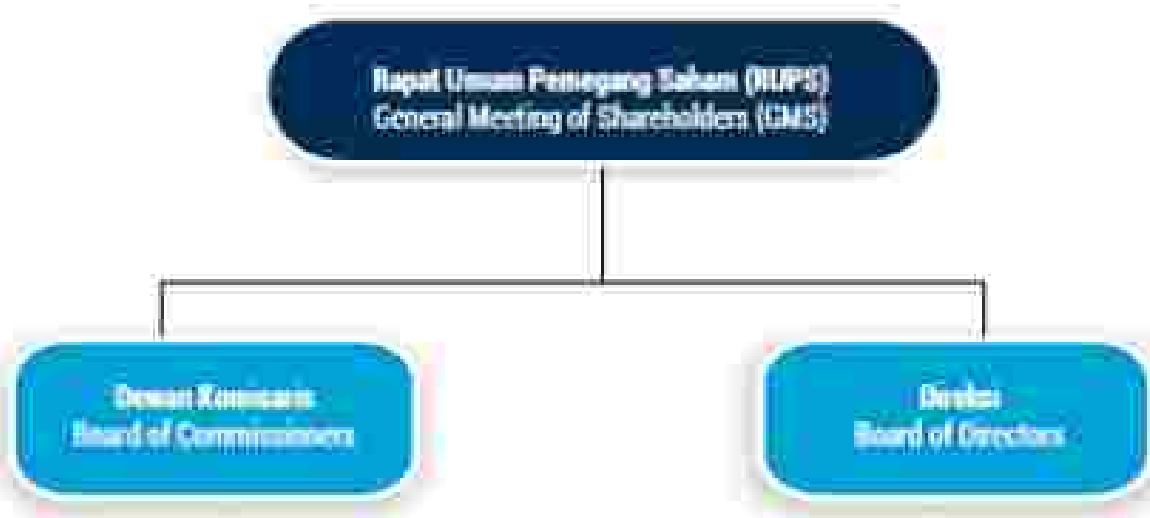 Rapat Umum Pemegang Saham (RUPS)
General Meeting of Shareholders (GMS)
Dewan Komisaris
Board of Commissioners
Direksi
Board of Directors